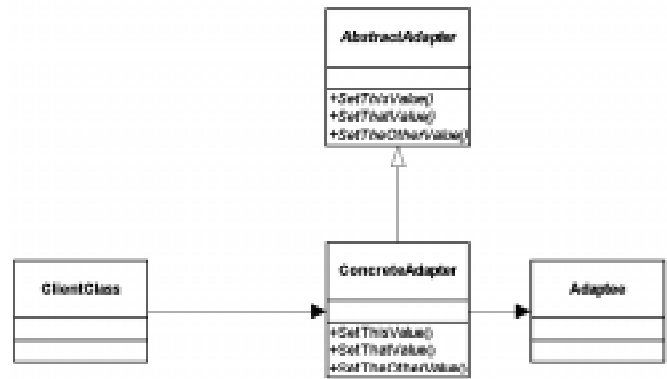 AbstractAdapter
+SetThisValue()
+SetThatValue()
+SetTheOtherValue()
ClientClass
ConcreteAdapter
Adaptee
+SetThisValue()
+SetThatValue()
+SetTheOtherValue()